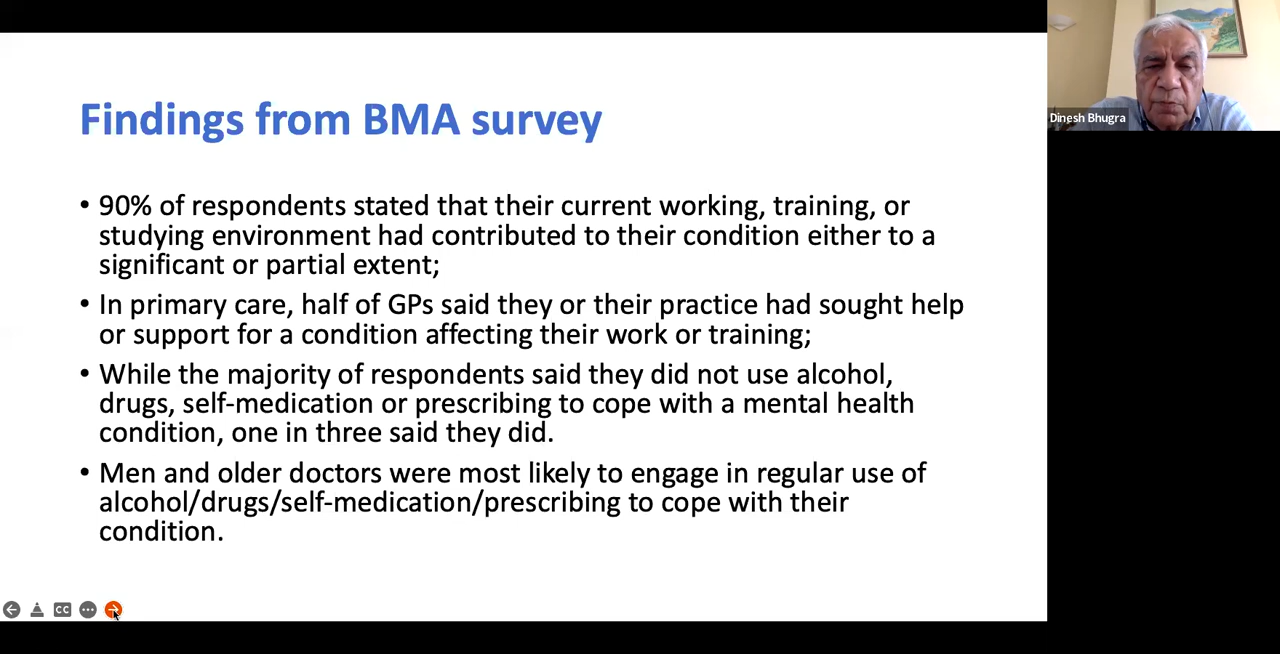 Findings from BMA survey
• 90% of respondents stated that their current working, training, or
studying environment had contributed to their condition either to a
significant or partial extent;
• In primary care, half of GPs said they or their practice had sought help
or support for a condition affecting their work or training;
• While the majority of respondents said they did not use alcohol,
drugs, self-medication or prescribing to cope with a mental health
condition, one in three said they did.
• Men and older doctors were most likely to engage in regular use of
alcohol/drugs/self-medication/prescribing to cope with their
condition.
Dinesh Bhugra
CC